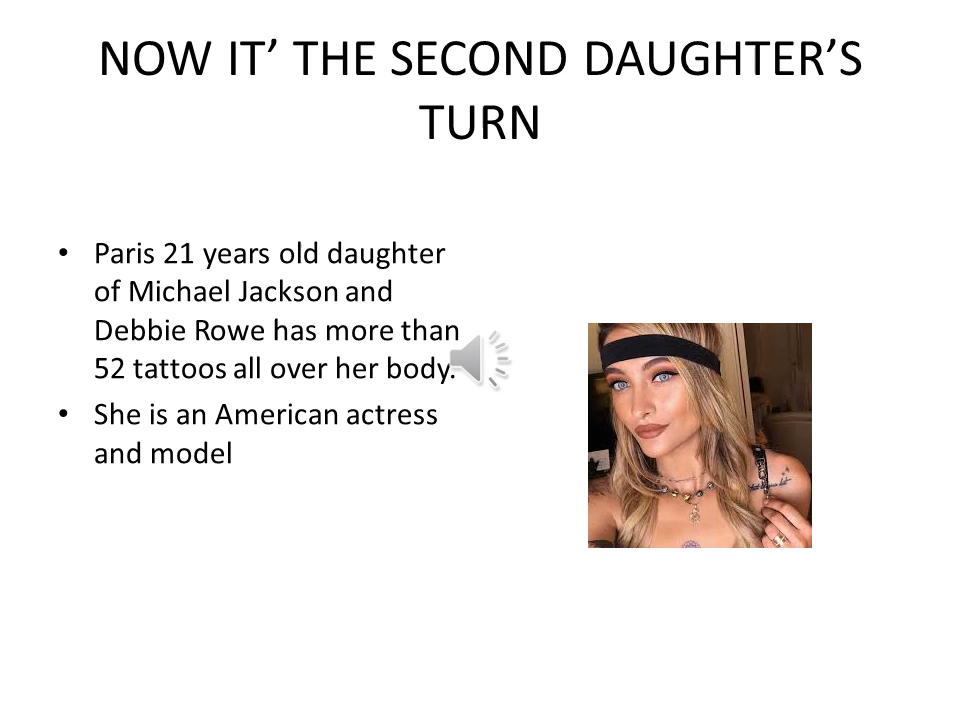 NOW IT’ THE SECOND DAUGHTER’S
TURN
• Paris 21 years old daughter
of Michael Jackson and
Debbie Rowe has more than
52 tattoos all over her body.
• She is an American actress
and model